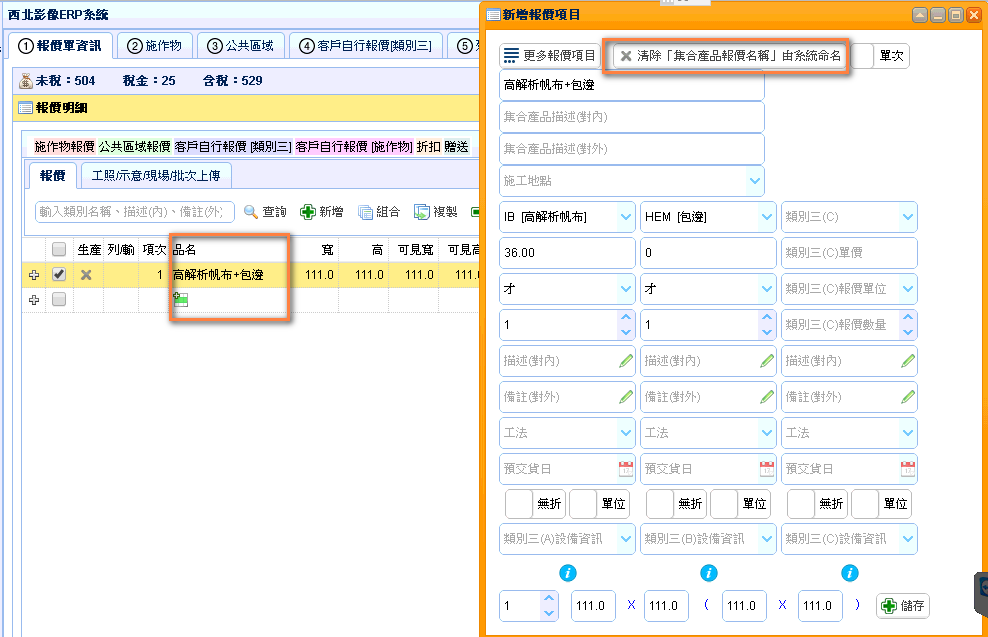 西北影像ERP系統
① 報價單資訊
② 施作物
③ 公共區域
④ 客戶自行報價[類別三]
⑤
未稅：504 稅金：25 含稅：529
報價明細
施作物報價 公共區域報價 客戶自行報價 [類別三] 客戶自行報價 [施作物] 折扣 贈送
報價
工照/示意/現場/批次上傳
輸入類別名稱、描述(內)、備註(外)
查詢
新增
組合
複製
生產 列/輸 項次 品名 寬 高 可見寬 可見高
1 高解析帆布+包邊 111.0 111.0 111.0 111.
新增報價項目
更多報價項目
清除「集合產品報價名稱」由系統命名
單次
高解析帆布+包邊
集合產品描述(對內)
集合產品描述(對外)
施工地點
IB [高解析帆布] HEM [包邊] 類別三(C)
36.00 0 類別三(C)單價
才 才 類別三(C)報價單位
1 1 類別三(C)報價數量
描述(對內) 描述(對內) 描述(對內)
備註(對外) 備註(對外) 備註(對外)
工法 工法 工法
預交貨日 預交貨日 預交貨日
無折 單位 無折 單位 無折 單位
類別三(A)設備資訊 類別三(B)設備資訊 類別三(C)設備資訊
1 111.0 X 111.0 ( 111.0 X 111.0 ) 儲存